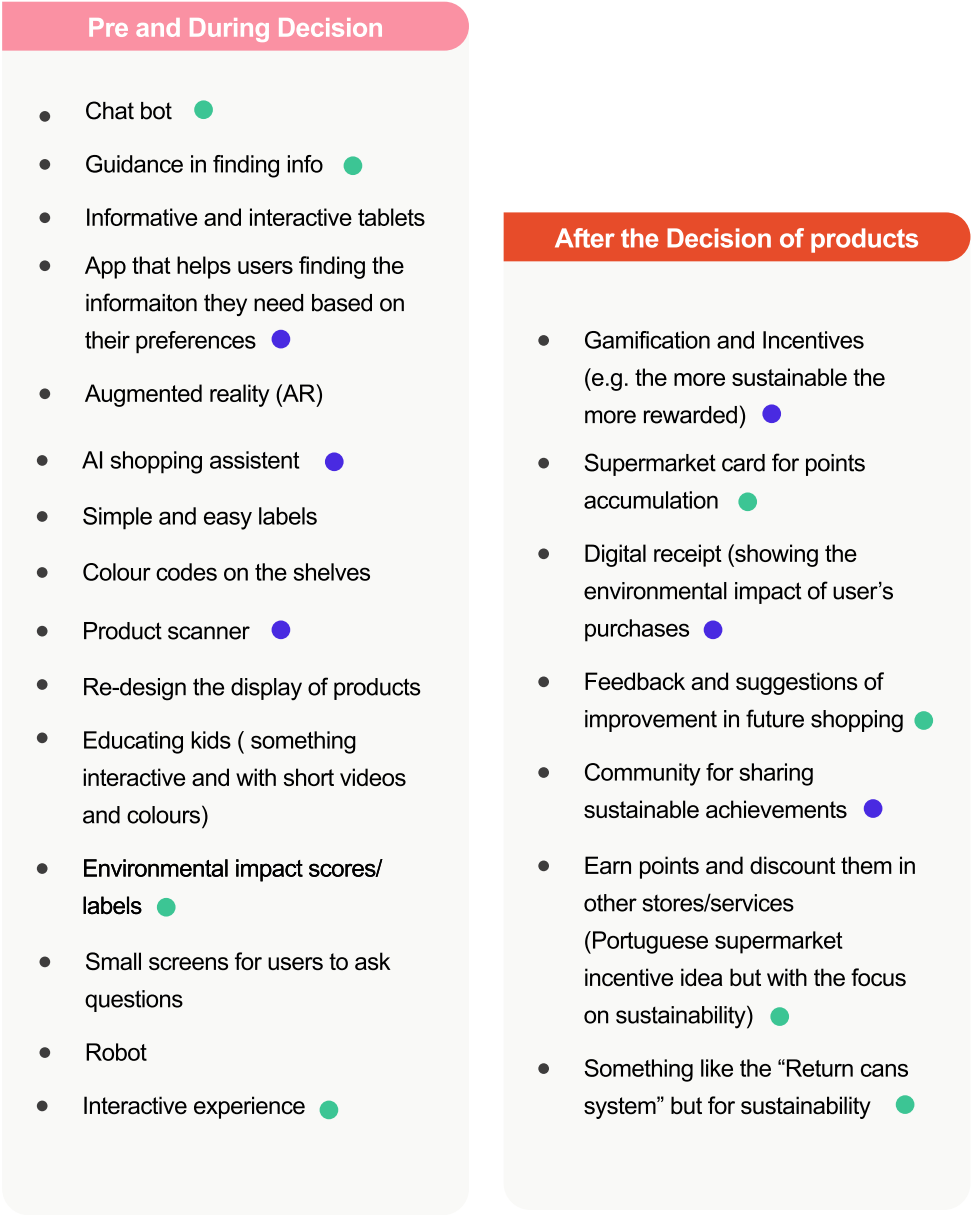 Pre and During Decision
Chat bot
Guidance in finding info
Informative and interactive tablets
App that helps users finding the
informaiton they need based on
their preferences
Augmented reality (AR)
AI shopping assistent
Simple and easy labels
Colour codes on the shelves
Product scanner
Re-design the display of products
Educating kids ( something
interactive and with short videos
and colours)
Environmental impact scores/
labels
Small screens for users to ask
questions
Robot
Interactive experience
After the Decision of products
Gamification and Incentives
(e.g. the more sustainable the
more rewarded)
Supermarket card for points
accumulation
Digital receipt (showing the
environmental impact of user’s
purchases
Feedback and suggestions of
improvement in future shopping
Community for sharing
sustainable achievements
Earn points and discount them in
other stores/services
(Portuguese supermarket
incentive idea but with the focus
on sustainability)
Something like the “Return cans
system” but for sustainability